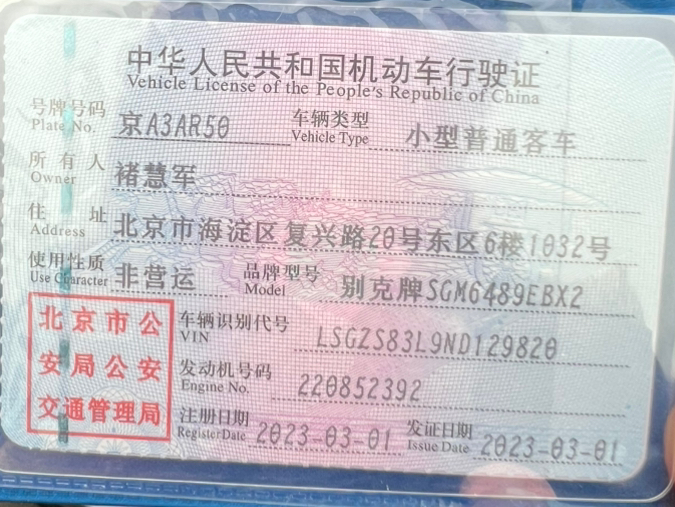 中华人民共和国机动车行驶证
Vehicle License of the People's Republic of China
号牌号码 京A3AR50 车辆类型 小型普通客车
Plate No. Vehicle Type
所有人 褚慧军
Owner
住址 北京市海淀区复兴路20号东区6楼1032号
Address
使用性质 非营运 品牌型号 别克牌SGM6489EBX2
Use Character Model
北京市公
安局公安
交通管理局
车辆识别代号 LSGZS83L9ND129820
VIN
发动机号码 220852392
Engine No.
注册日期 2023-03-01 发证日期 2023-03-01
Register Date Issue Date